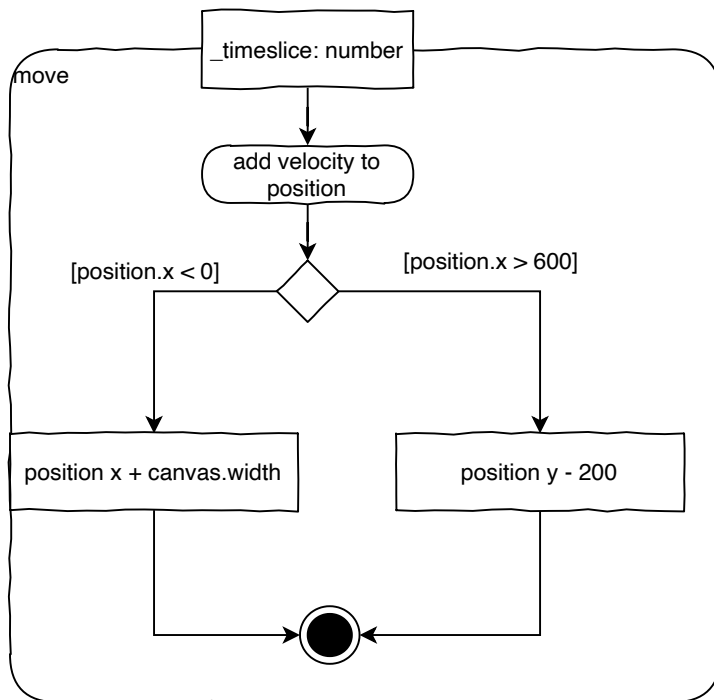 _timeslice: number
move
add velocity to
position
[position.x < 0]
[position.x > 600]
position x + canvas.width
position y - 200